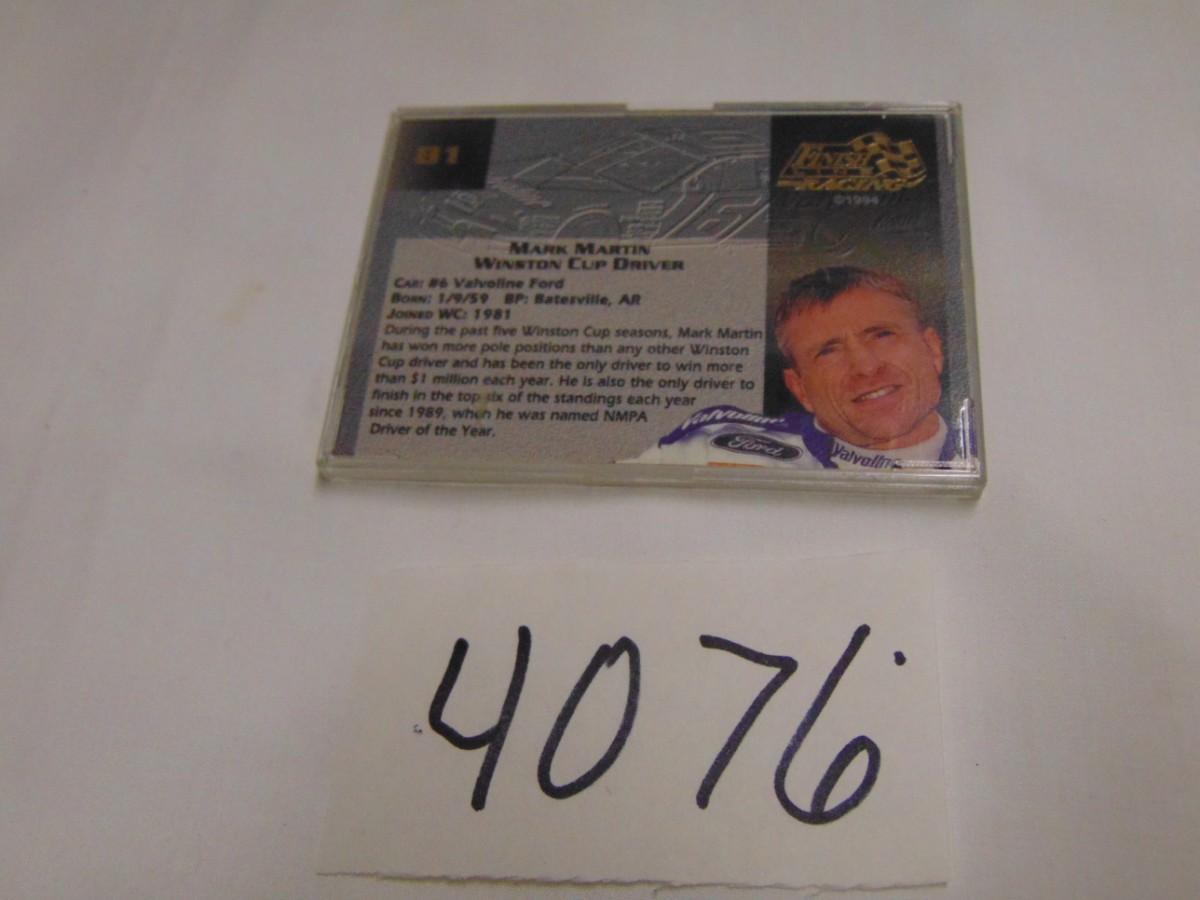 81
FINISH
LINE
RACING
©1994
MARK MARTIN
WINSTON CUP DRIVER
CAR: #6 Valvoline Ford
BORN: 1/9/59 BP: Batesville, AR
JOINED WC: 1981
During the past five Winston Cup seasons, Mark Martin
has won more pole positions than any other Winston
Cup driver and has been the only driver to win more
than $1 million each year. He is also the only driver to
finish in the top six of the standings each year
since 1989, when he was named NMPA
Driver of the Year.
Valvoline
Ford
Valvoline
4076